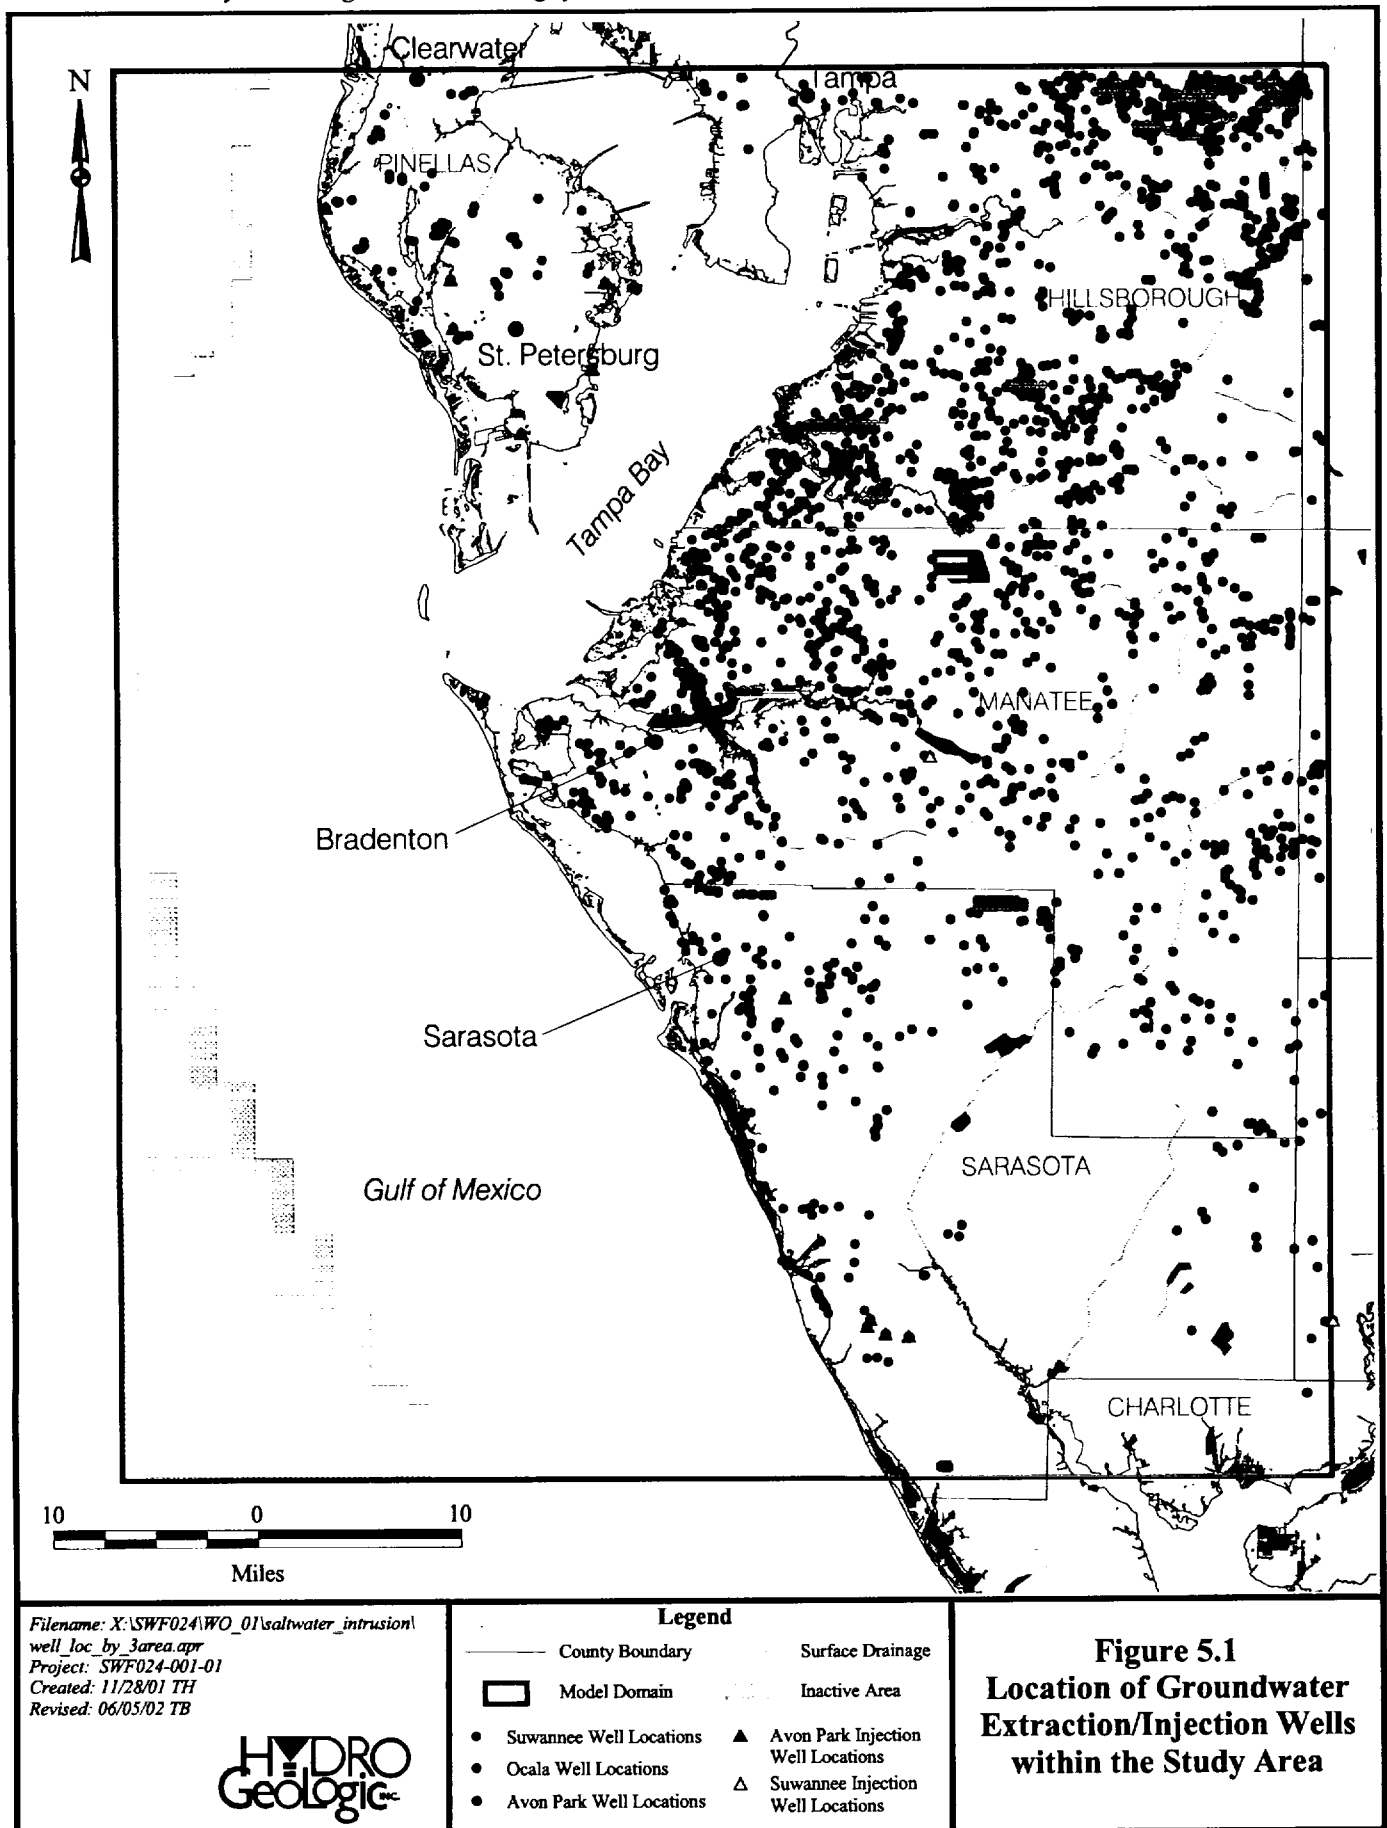 Clearwater
Tampa
N
PINELLAS
HILLSBOROUGH
St. Petersburg
Tampa Bay
MANATEE
Bradenton
Sarasota
Gulf of Mexico
SARASOTA
CHARLOTTE
10 0 10
Miles
Filename: X:\SWF024\WO_01\saltwater_intrusion\
well_loc_by_3area.apr
Project: SWF024-001-01
Created: 11/28/01 TH
Revised: 06/05/02 TB
HYDRO
GeoLogic INC.
Legend
County Boundary
Surface Drainage
Model Domain
Inactive Area
Suwannee Well Locations
Ocala Well Locations
Avon Park Well Locations
Avon Park Injection
Well Locations
Suwannee Injection
Well Locations
Figure 5.1
Location of Groundwater
Extraction/Injection Wells
within the Study Area